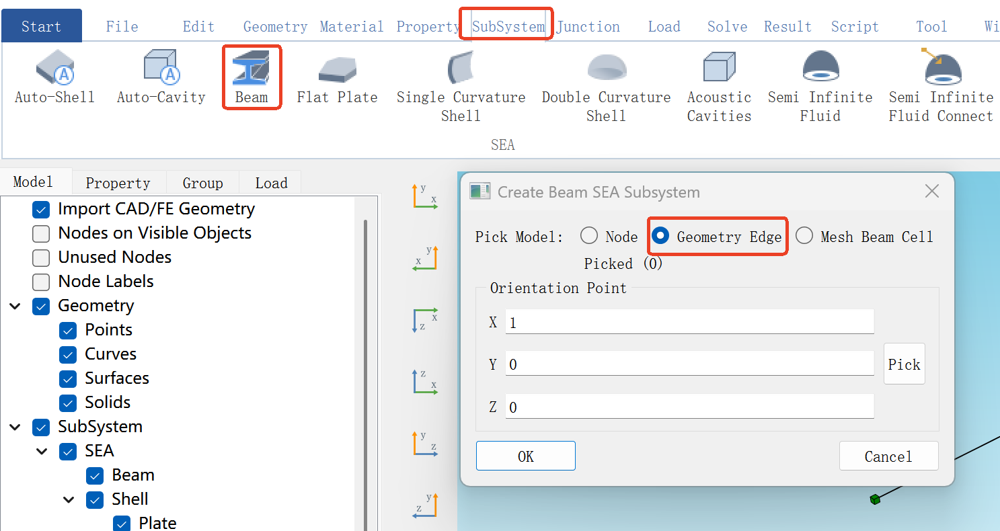 Start File Edit Geometry Material Property SubSystem Junction Load Solve Result Script Tool Wi
A A
Auto-Shell Auto-Cavity Beam Flat Plate Single Curvature Shell Double Curvature Shell Acoustic Cavities Semi Infinite Fluid Semi Infinite Fluid Connect
SEA
Model Property Group Load
Import CAD/FE Geometry
Nodes on Visible Objects
Unused Nodes
Node Labels
Geometry
Points
Curves
Surfaces
Solids
SubSystem
SEA
Beam
Shell
Plate
y
x
y
x
x
z
z
x
y
z
y
z
Create Beam SEA Subsystem
Pick Model: Node Geometry Edge Mesh Beam Cell
Picked (0)
Orientation Point
X 1
Y 0
Pick
Z 0
OK Cancel